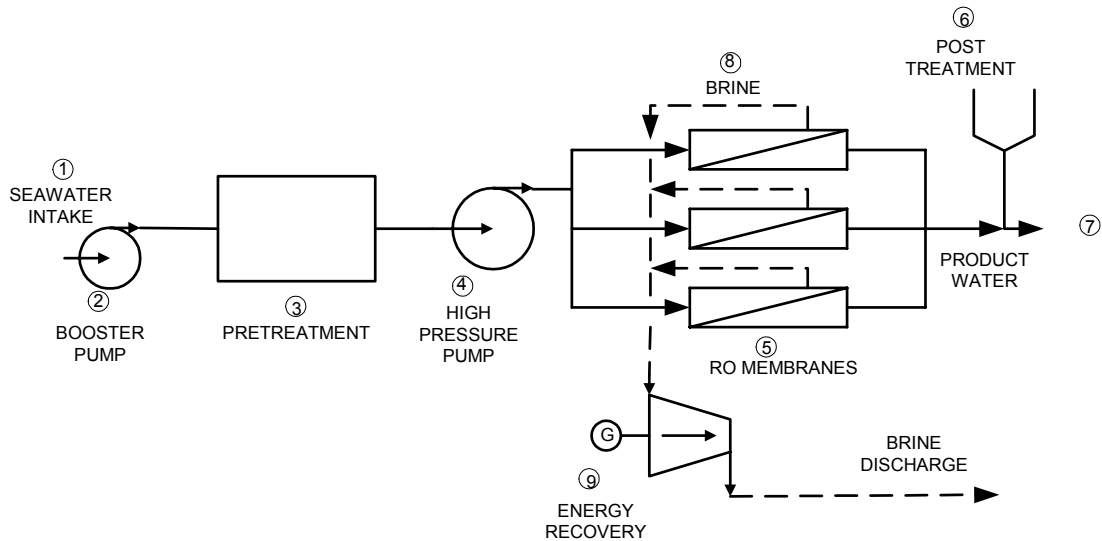 ①
SEAWATER
INTAKE
②
BOOSTER
PUMP
③
PRETREATMENT
④
HIGH
PRESSURE
PUMP
⑧
BRINE
⑤
RO MEMBRANES
⑥
POST
TREATMENT
⑦
PRODUCT
WATER
G
⑨
ENERGY
RECOVERY
BRINE
DISCHARGE